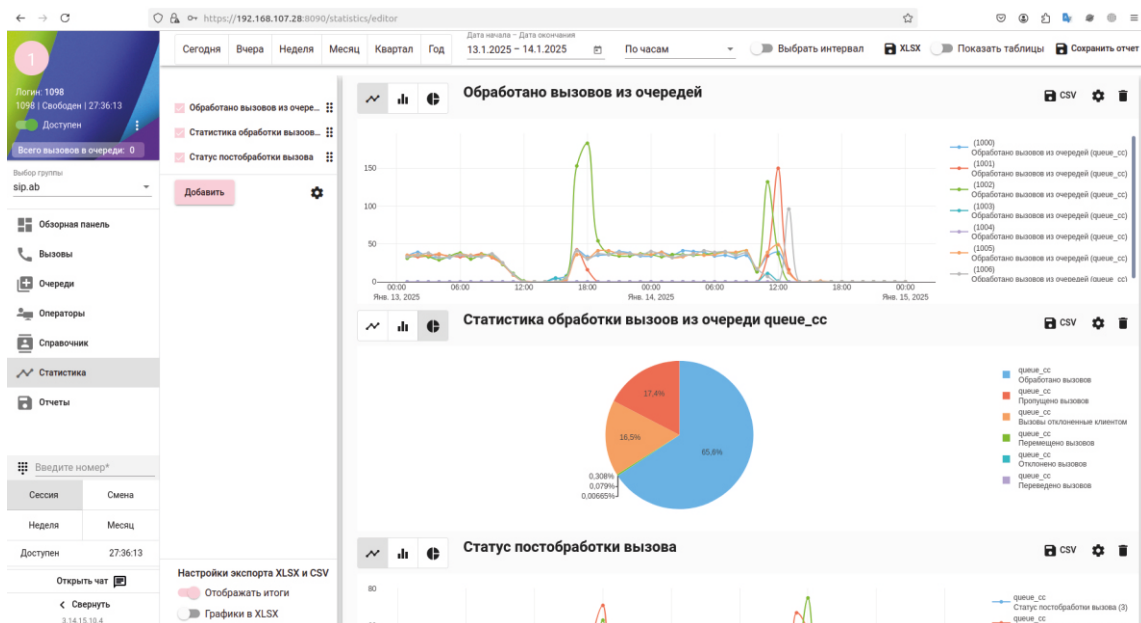 https://192.168.107.28:8090/statistics/editor
1
Логин: 1098
1098 | Свободен | 27:36:13
Доступен
Всего вызовов в очереди: 0
Выбор группы
sip.ab
Обзорная панель
Вызовы
Очереди
Операторы
Справочник
Статистика
Отчеты
Введите номер*
Сессия
Смена
Неделя
Месяц
Доступен
27:36:13
Открыть чат
Свернуть
3.14.15.10.4
Сегодня
Вчера
Неделя
Месяц
Квартал
Год
Дата начала – Дата окончания
13.1.2025 – 14.1.2025
По часам
Выбрать интервал
XLSX
Показать таблицы
Сохранить отчет
Обработано вызовов из очере...
Статистика обработки вызоов...
Статус постобработки вызова
Добавить
Настройки экспорта XLSX и CSV
Отображать итоги
Графики в XLSX
Обработано вызовов из очередей
CSV
150
100
50
0
00:00
06:00
12:00
18:00
00:00
06:00
12:00
18:00
00:00
Янв. 13, 2025
Янв. 14, 2025
Янв. 15, 2025
(1000)
Обработано вызовов из очередей (queue_cc)
(1001)
Обработано вызовов из очередей (queue_cc)
(1002)
Обработано вызовов из очередей (queue_cc)
(1003)
Обработано вызовов из очередей (queue_cc)
(1004)
Обработано вызовов из очередей (queue_cc)
(1005)
Обработано вызовов из очередей (queue_cc)
(1006)
Обработано вызовов из очередей (queue_cc)
Статистика обработки вызоов из очереди queue_cc
CSV
17,4%
16,5%
65,6%
0,308%
0,079%
0,00665%
queue_cc
Обработано вызовов
queue_cc
Пропущено вызовов
queue_cc
Вызовы отклоненные клиентом
queue_cc
Перемещено вызовов
queue_cc
Отклонено вызовов
queue_cc
Переведено вызовов
Статус постобработки вызова
CSV
80
queue_cc
Статус постобработки вызова (3)
queue_cc